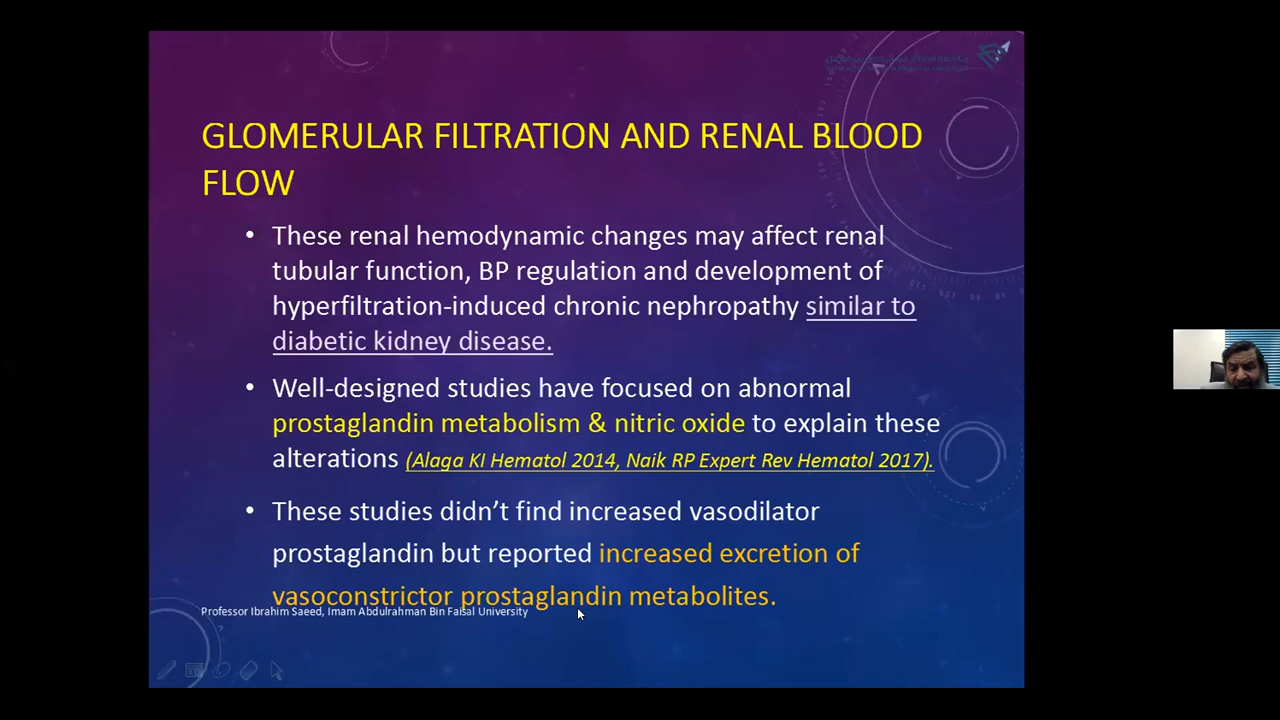 GLOMERULAR FILTRATION AND RENAL BLOOD
FLOW
• These renal hemodynamic changes may affect renal
tubular function, BP regulation and development of
hyperfiltration-induced chronic nephropathy similar to
diabetic kidney disease.
• Well-designed studies have focused on abnormal
prostaglandin metabolism & nitric oxide to explain these
alterations (Alaga KI Hematol 2014, Naik RP Expert Rev Hematol 2017).
• These studies didn’t find increased vasodilator
prostaglandin but reported increased excretion of
vasoconstrictor prostaglandin metabolites.
Professor Ibrahim Saeed, Imam Abdulrahman Bin Faisal University